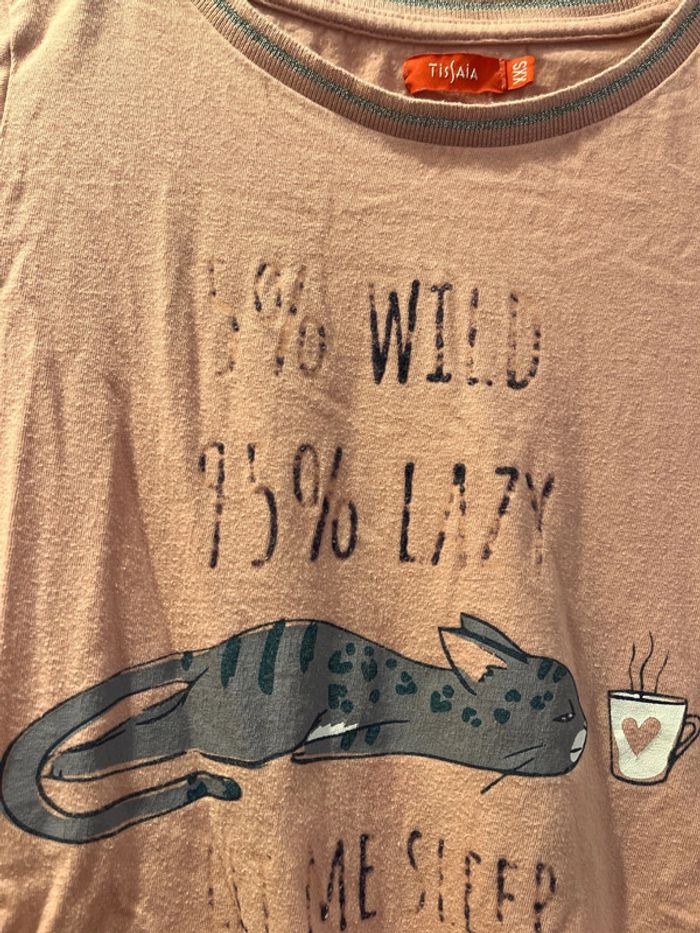 TISSAIA
XXS
5% WILD
95% LAZY
ME SLEEP